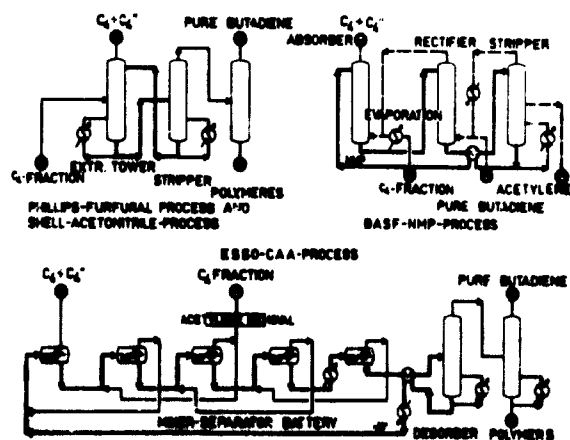 C₄+C₄″
PURE BUTADIENE
EXTR. TOWER
C₄-FRACTION
STRIPPER
POLYMERES
PHILLIPS-FURFURAL PROCESS AND
SHELL-ACETONITRILE-PROCESS
C₄+C₄″
ABSORBER
RECTIFIER
STRIPPER
EVAPORATION
C₄-FRACTION
ACETYLENE
PURE BUTADIENE
BASF-NMP-PROCESS
ESSO-CAA-PROCESS
C₄+C₄″
C₄ FRACTION
PURE BUTADIENE
MIXER-SEPARATOR BATTERY
DESORBER
POLYMERS